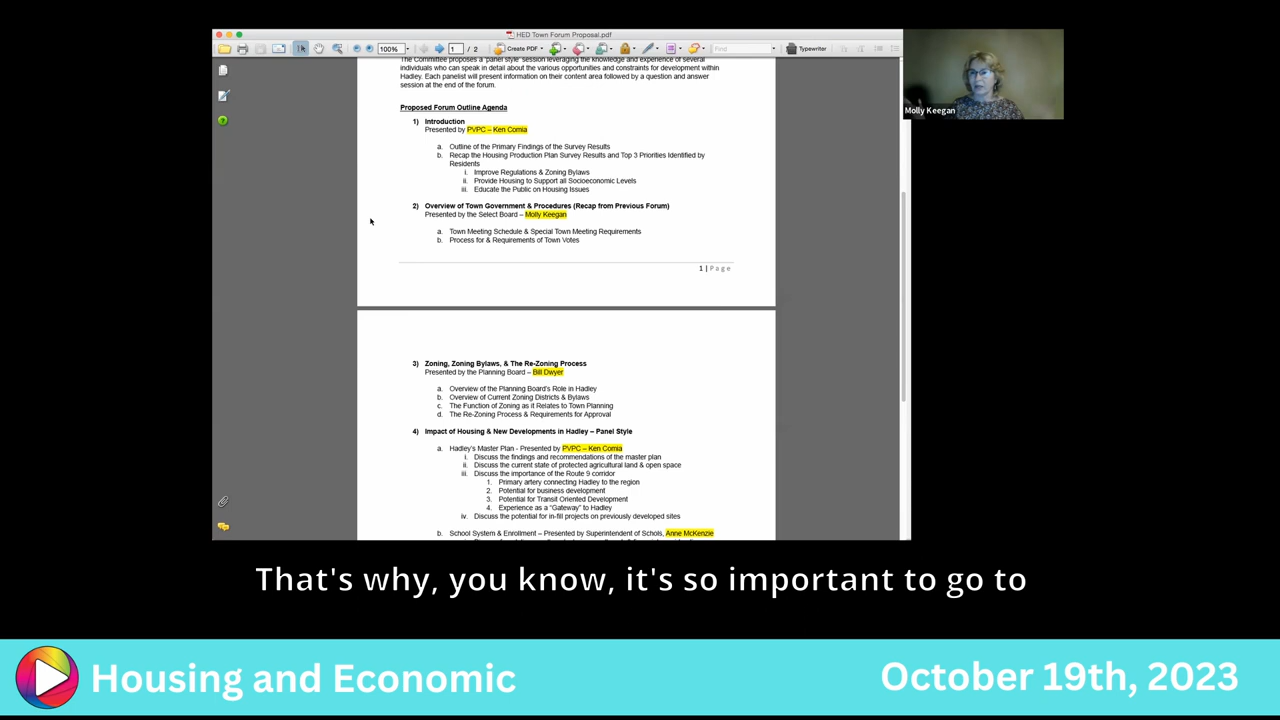 HED Town Forum Proposal.pdf
100%
1 / 2
Create PDF
Find
Typewriter
The Committee proposes a 'panel style' session leveraging the knowledge and experience of several
individuals who can speak in detail about the various opportunities and constraints for development within
Hadley. Each panelist will present information on their content area followed by a question and answer
session at the end of the forum.
Proposed Forum Outline Agenda
1) Introduction
Presented by PVPC – Ken Comia
a. Outline of the Primary Findings of the Survey Results
b. Recap the Housing Production Plan Survey Results and Top 3 Priorities Identified by
Residents
i. Improve Regulations & Zoning Bylaws
ii. Provide Housing to Support all Socioeconomic Levels
iii. Educate the Public on Housing Issues
2) Overview of Town Government & Procedures (Recap from Previous Forum)
Presented by the Select Board – Molly Keegan
a. Town Meeting Schedule & Special Town Meeting Requirements
b. Process for & Requirements of Town Votes
1 | Page
3) Zoning, Zoning Bylaws, & The Re-Zoning Process
Presented by the Planning Board – Bill Dwyer
a. Overview of the Planning Board's Role in Hadley
b. Overview of Current Zoning Districts & Bylaws
c. The Function of Zoning as it Relates to Town Planning
d. The Re-Zoning Process & Requirements for Approval
4) Impact of Housing & New Developments in Hadley – Panel Style
a. Hadley's Master Plan - Presented by PVPC – Ken Comia
i. Discuss the findings and recommendations of the master plan
ii. Discuss the current state of protected agricultural land & open space
iii. Discuss the importance of the Route 9 corridor
1. Primary artery connecting Hadley to the region
2. Potential for business development
3. Potential for Transit Oriented Development
4. Experience as a "Gateway" to Hadley
iv. Discuss the potential for in-fill projects on previously developed sites
b. School System & Enrollment – Presented by Superintendent of Schols, Anne McKenzie
Molly Keegan
That's why, you know, it's so important to go to
Housing and Economic
October 19th, 2023